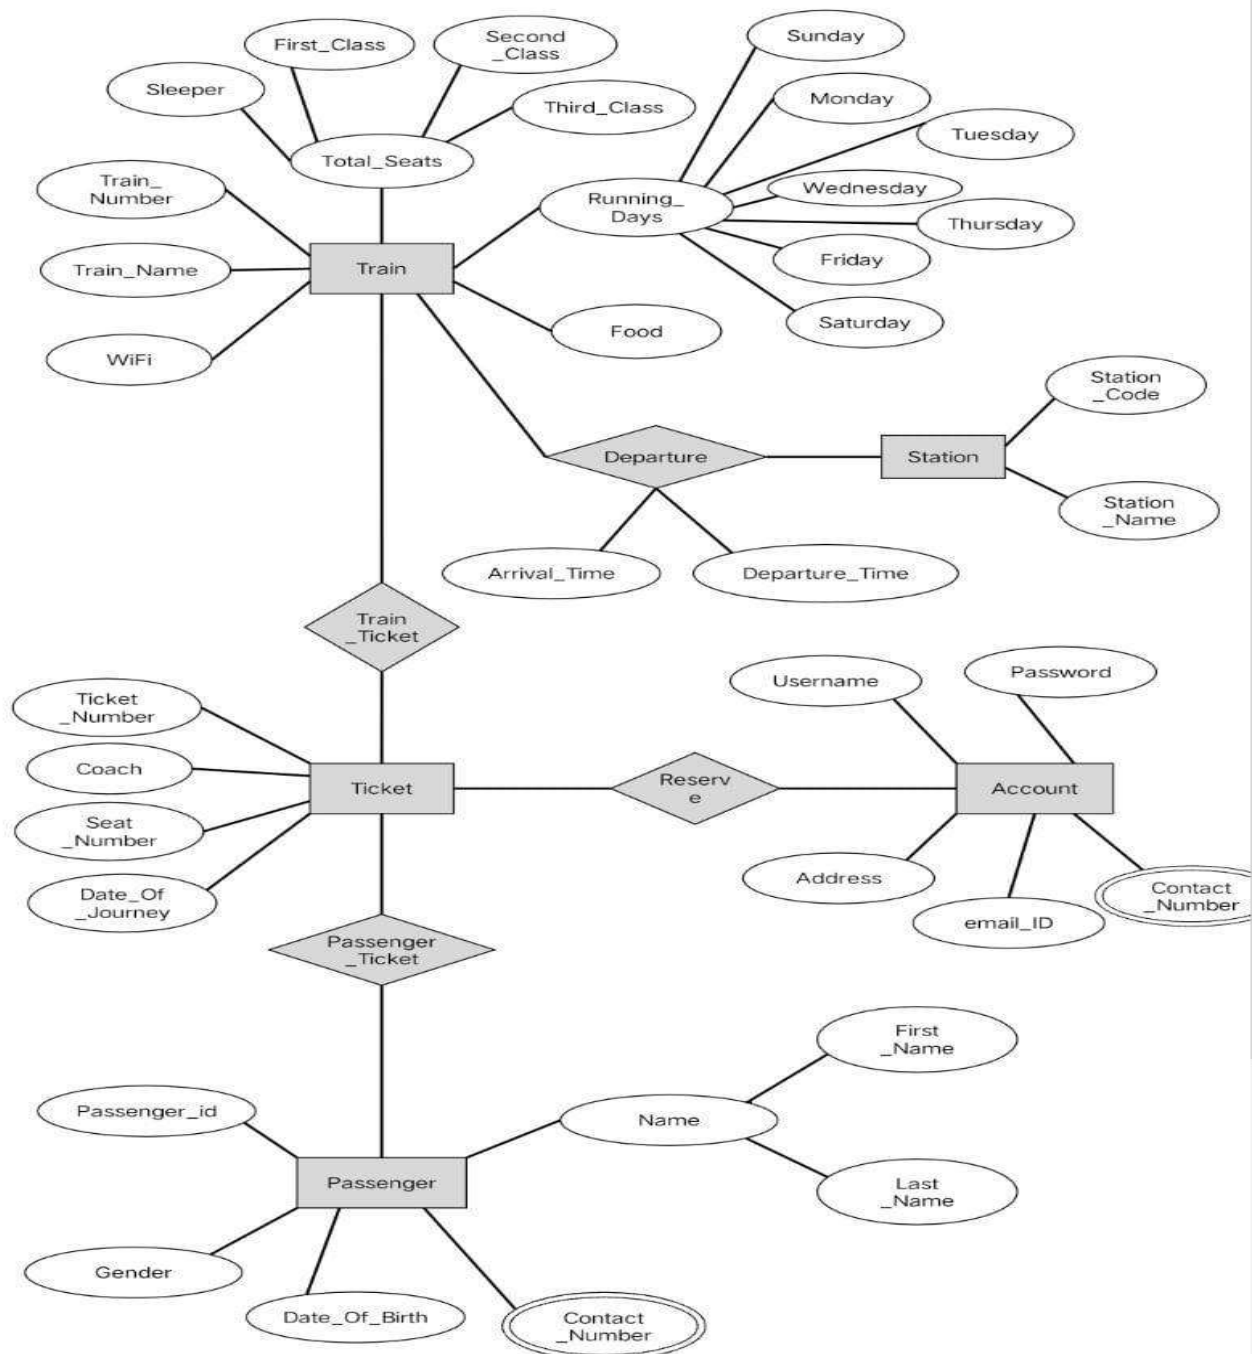 First_Class
Second
_Class
Sunday
Sleeper
Third_Class
Monday
Tuesday
Total_Seats
Train_
Number
Running_
Days
Wednesday
Thursday
Train_Name
Train
Friday
WiFi
Food
Saturday
Station
_Code
Departure
Station
Station
_Name
Arrival_Time
Departure_Time
Train
_Ticket
Username
Password
Ticket
_Number
Coach
Ticket
Reserv
e
Account
Seat
_Number
Address
Date_Of
_Journey
Contact
_Number
email_ID
Passenger
_Ticket
First
_Name
Passenger_id
Name
Passenger
Last
_Name
Gender
Date_Of_Birth
Contact
_Number